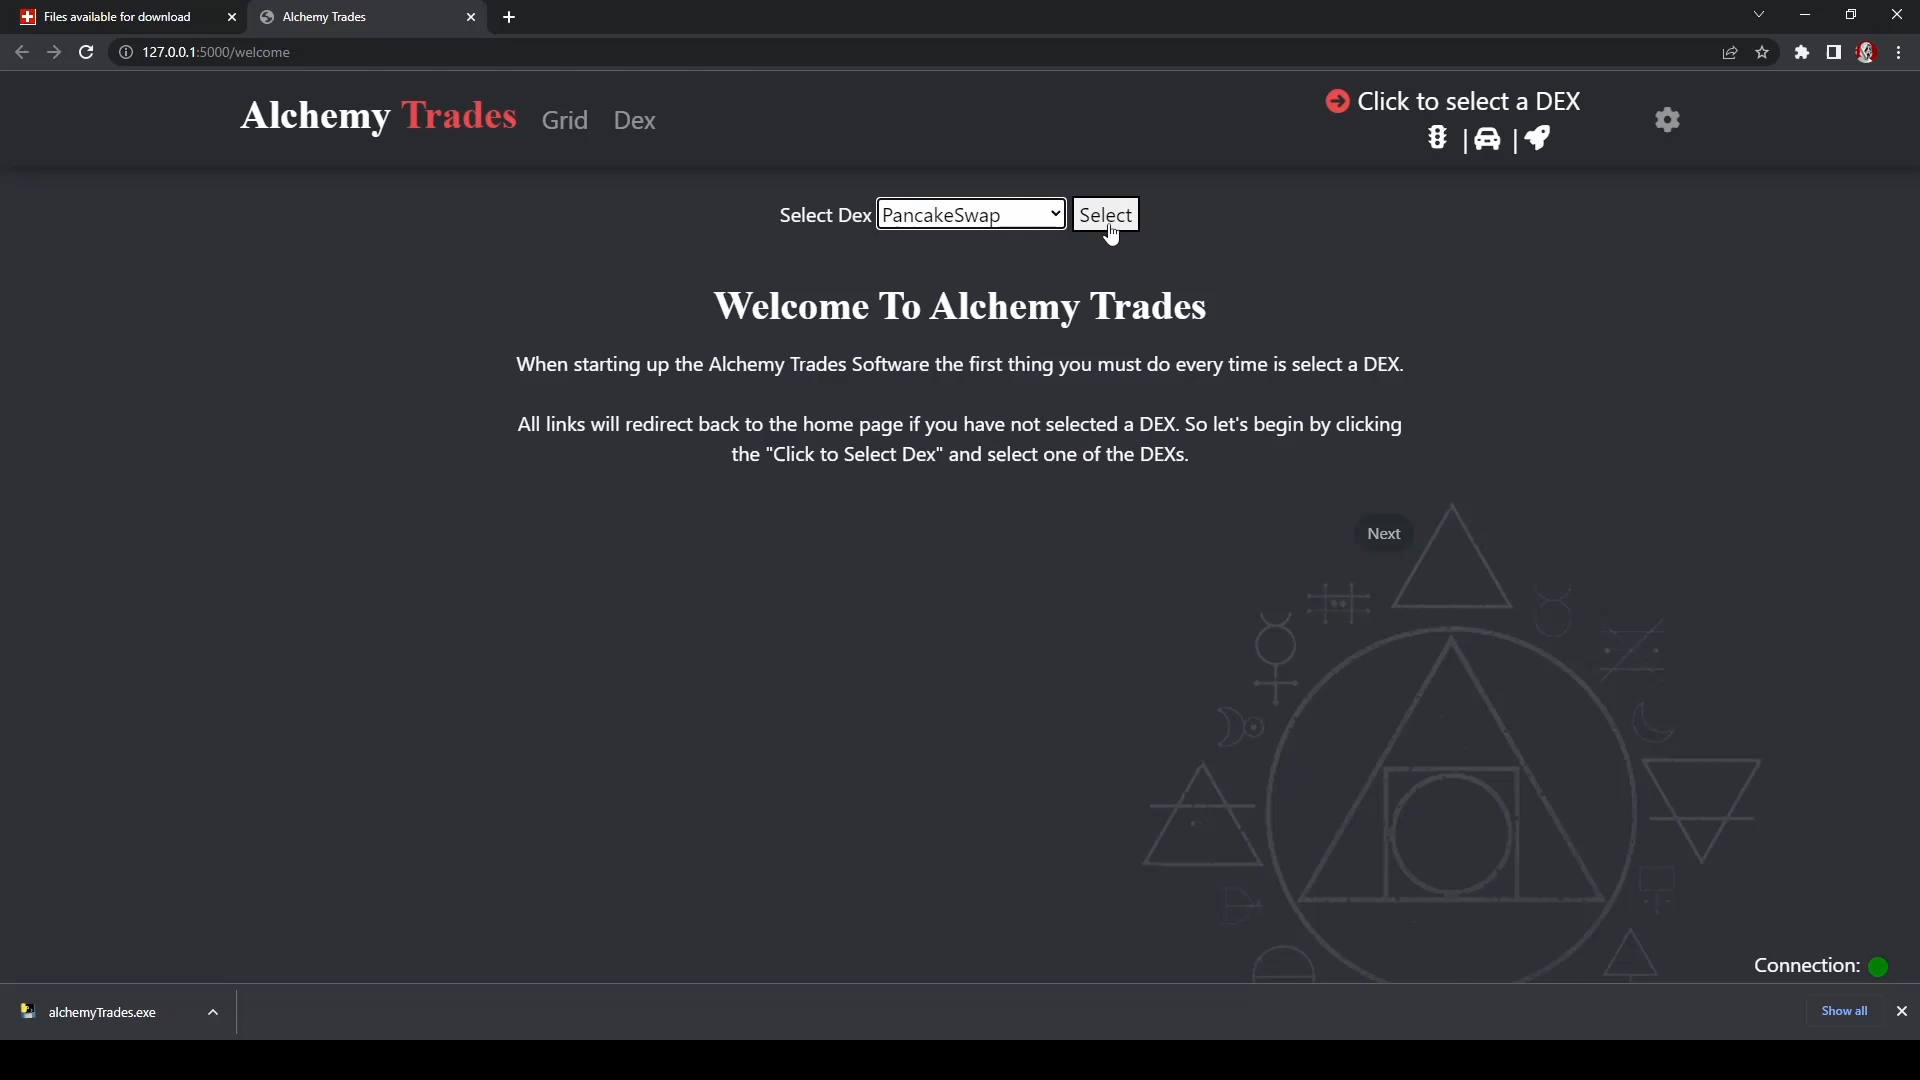 Files available for download
Alchemy Trades
127.0.0.1:5000/welcome
Alchemy Trades Grid Dex
Click to select a DEX
Select Dex PancakeSwap Select
Welcome To Alchemy Trades
When starting up the Alchemy Trades Software the first thing you must do every time is select a DEX.
All links will redirect back to the home page if you have not selected a DEX. So let's begin by clicking
the "Click to Select Dex" and select one of the DEXs.
Next
Connection:
alchemyTrades.exe
Show all